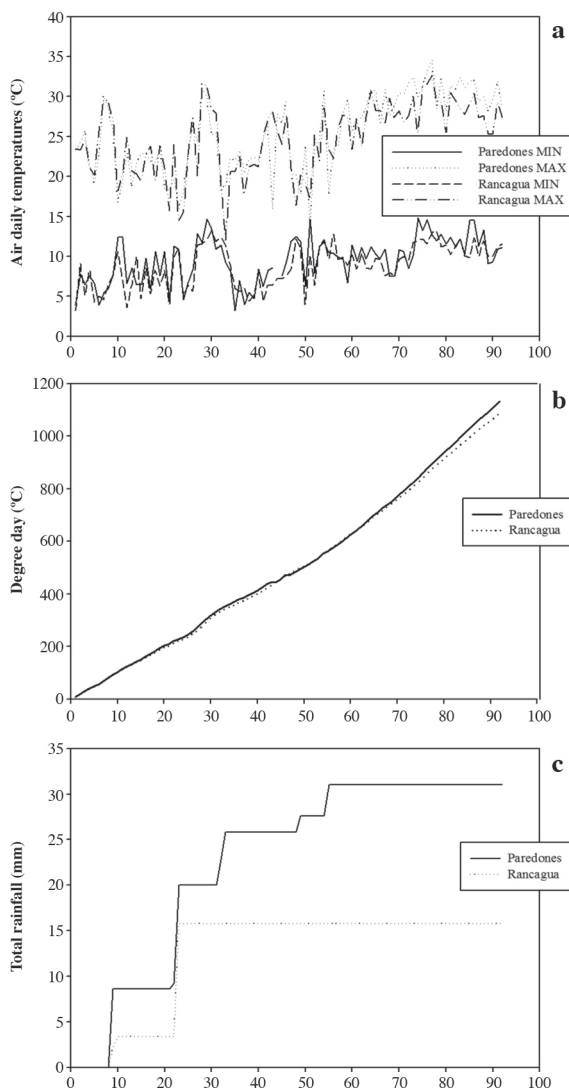 a
Air daily temperatures (°C)
40
35
30
25
20
15
10
5
0
0 10 20 30 40 50 60 70 80 90 100
Paredones MIN
Paredones MAX
Rancagua MIN
Rancagua MAX
b
Degree day (°C)
1200
1000
800
600
400
200
0
0 10 20 30 40 50 60 70 80 90 100
Paredones
Rancagua
c
Total rainfall (mm)
35
30
25
20
15
10
5
0
0 10 20 30 40 50 60 70 80 90 100
Paredones
Rancagua